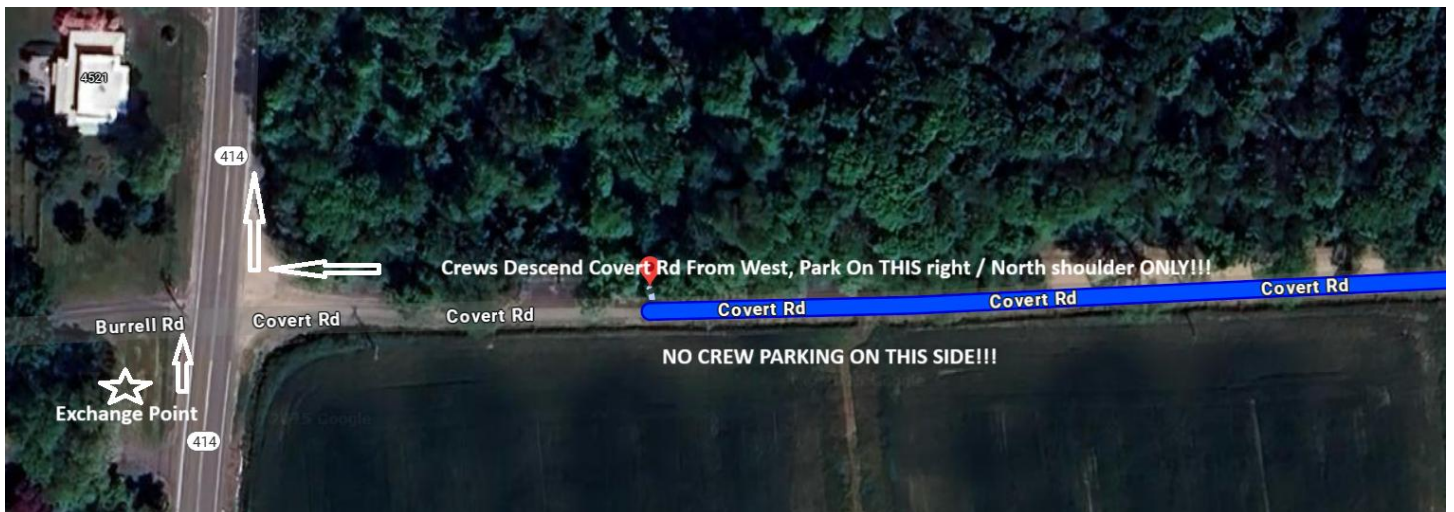 4521
414
Crews Descend Covert Rd From West, Park On THIS right / North shoulder ONLY!!!
Covert Rd
Covert Rd
Covert Rd
Covert Rd
Covert Rd
Burrell Rd
NO CREW PARKING ON THIS SIDE!!!
Exchange Point
414